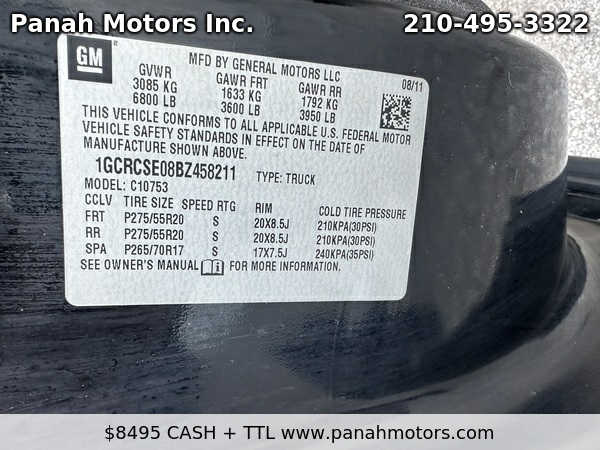 Panah Motors Inc. 210-495-3322
GM
MFD BY GENERAL MOTORS LLC
08/11
GVWR GAWR FRT GAWR RR
3085 KG 1633 KG 1792 KG
6800 LB 3600 LB 3950 LB
THIS VEHICLE CONFORMS TO ALL APPLICABLE U.S. FEDERAL MOTOR
VEHICLE SAFETY STANDARDS IN EFFECT ON THE DATE OF
MANUFACTURE SHOWN ABOVE.
1GCRCSE08BZ458211 TYPE: TRUCK
MODEL: C10753
CCLV TIRE SIZE SPEED RTG RIM COLD TIRE PRESSURE
FRT P275/55R20 S 20X8.5J 210KPA(30PSI)
RR P275/55R20 S 20X8.5J 210KPA(30PSI)
SPA P265/70R17 S 17X7.5J 240KPA(35PSI)
SEE OWNER'S MANUAL FOR MORE INFORMATION.
$8495 CASH + TTL www.panahmotors.com